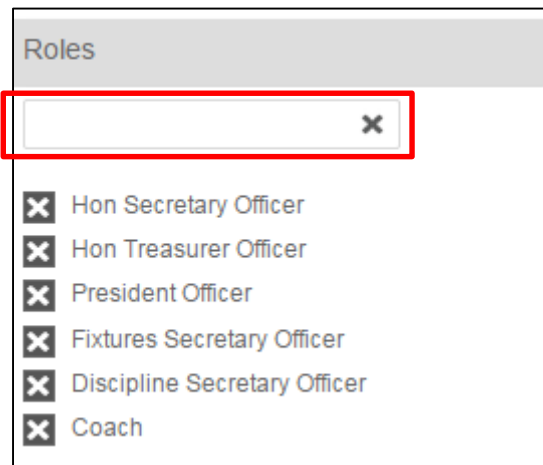 Roles
Hon Secretary Officer
Hon Treasurer Officer
President Officer
Fixtures Secretary Officer
Discipline Secretary Officer
Coach